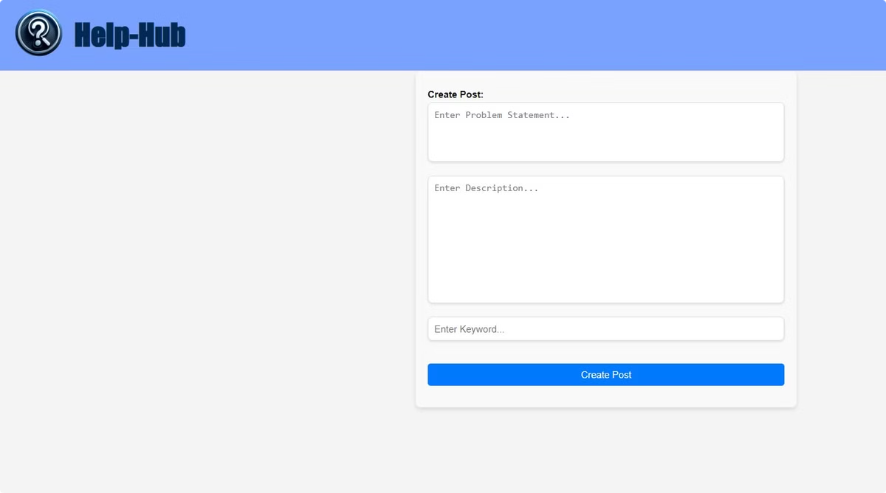 Help-Hub
Create Post:
Enter Problem Statement...
Enter Description...
Enter Keyword...
Create Post